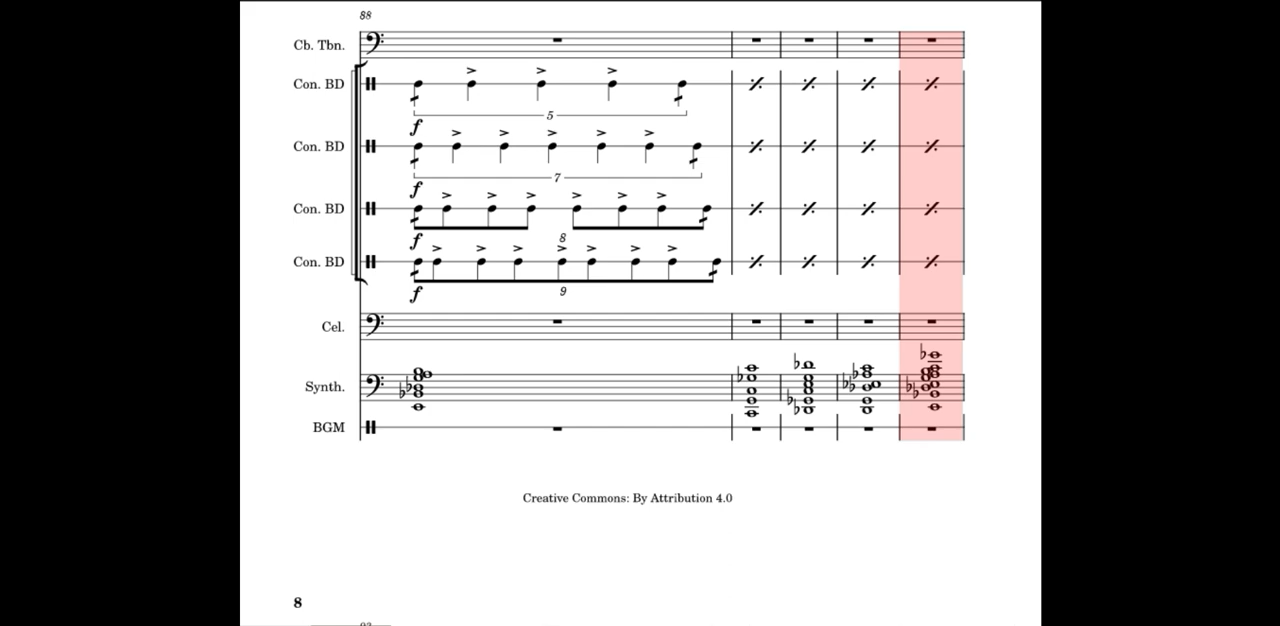 88
Cb. Tbn.
Con. BD
5
f
Con. BD
7
f
Con. BD
f
8
Con. BD
f
9
Cel.
Synth.
BGM
Creative Commons: By Attribution 4.0
8